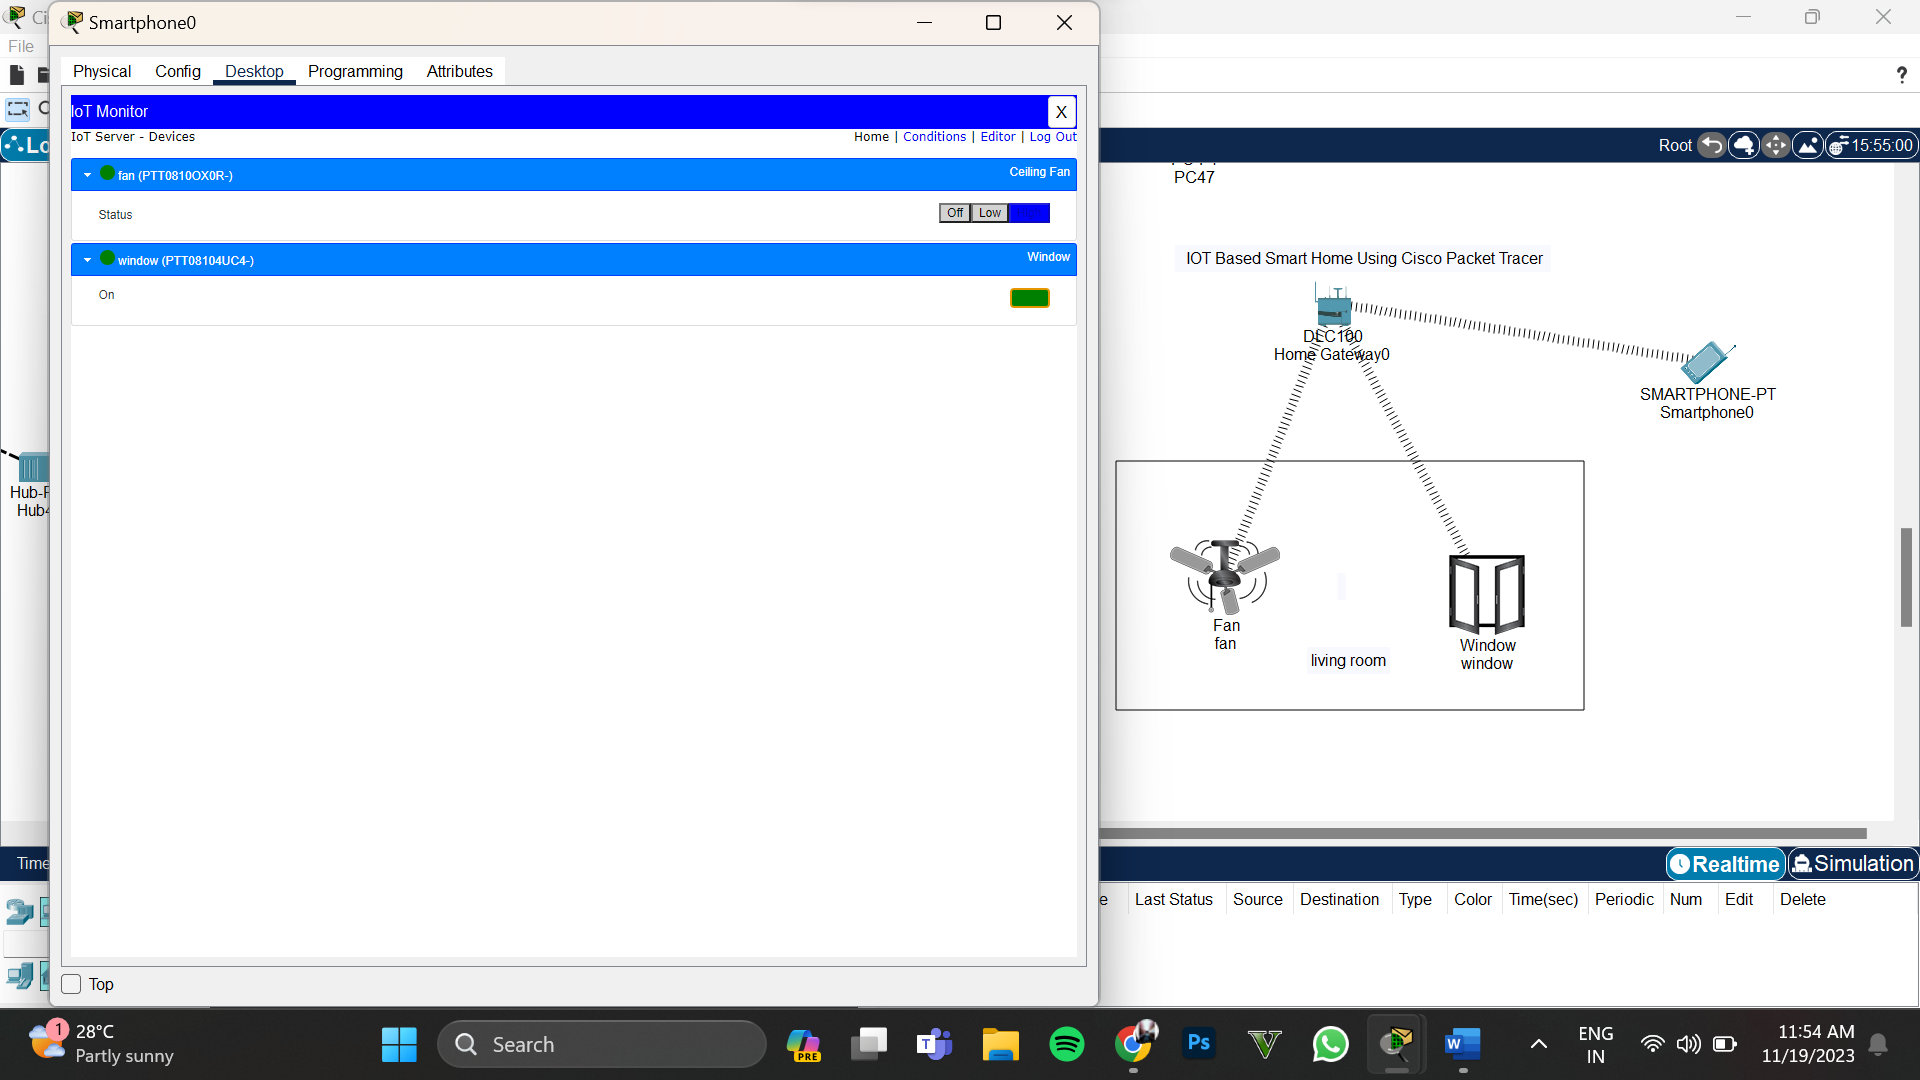 Smartphone0
File
Physical Config Desktop Programming Attributes
IoT Monitor X
IoT Server - Devices Home | Conditions | Editor | Log Out
fan (PTT0810OX0R-) Ceiling Fan
Status Off Low
window (PTT08104UC4-) Window
On
Top
?
Root 15:55:00
PC47
IOT Based Smart Home Using Cisco Packet Tracer
DLC100
Home Gateway0
SMARTPHONE-PT
Smartphone0
Fan
fan
living room
Window
window
Hub4
Time
Realtime Simulation
Last Status Source Destination Type Color Time(sec) Periodic Num Edit Delete
1
28°C
Partly sunny
Search
PRE
T
Ps
V
W
ENG
IN
11:54 AM
11/19/2023